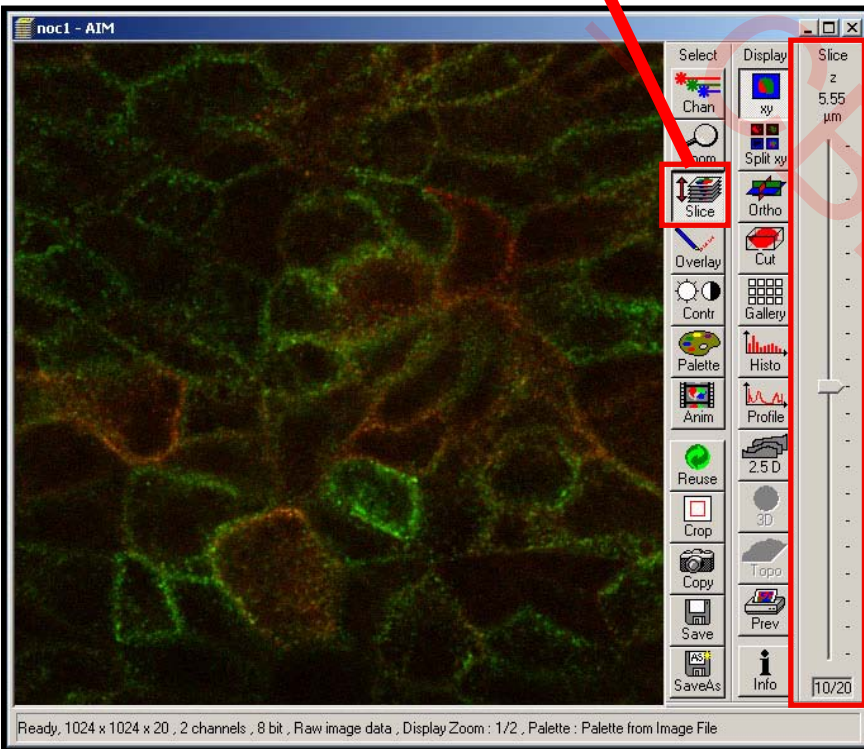 noc1 - AIM
Select
Chan
Zoom
Slice
Overlay
Contr
Palette
Anim
Reuse
Crop
Copy
Save
AS
SaveAs
Display
xy
Split xy
Ortho
Cut
Gallery
Histo
Profile
2.5 D
3D
Topo
Prev
i
Info
Slice
z
5.55
µm
10/20
Ready, 1024 x 1024 x 20 , 2 channels , 8 bit , Raw image data , Display Zoom : 1/2 , Palette : Palette from Image File